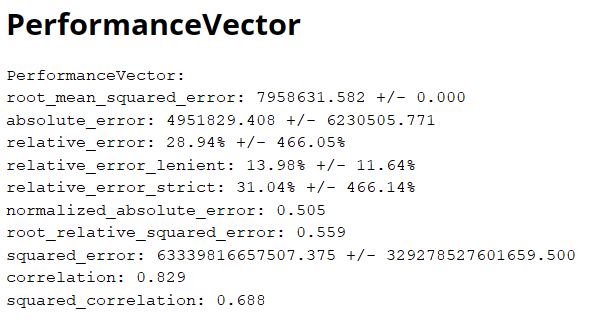 PerformanceVector
PerformanceVector:
root_mean_squared_error: 7958631.582 +/- 0.000
absolute_error: 4951829.408 +/- 6230505.771
relative_error: 28.94% +/- 466.05%
relative_error_lenient: 13.98% +/- 11.64%
relative_error_strict: 31.04% +/- 466.14%
normalized_absolute_error: 0.505
root_relative_squared_error: 0.559
squared_error: 63339816657507.375 +/- 329278527601659.500
correlation: 0.829
squared_correlation: 0.688